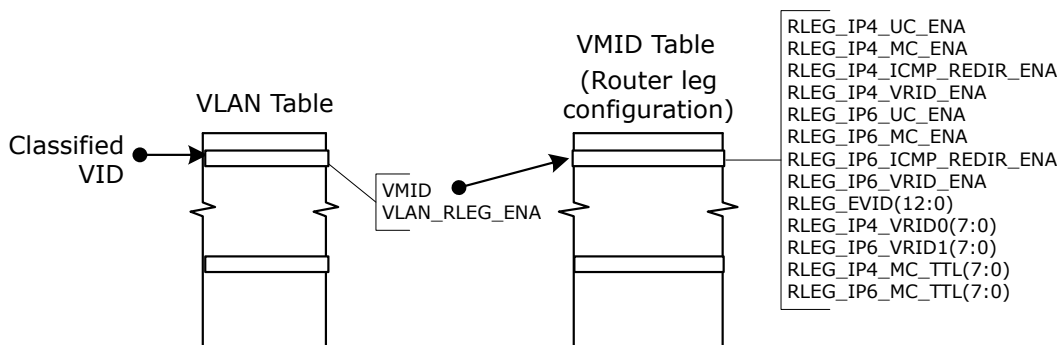 Classified
VID
VLAN Table
VMID
VLAN_RLEG_ENA
VMID Table
(Router leg
configuration)
RLEG_IP4_UC_ENA
RLEG_IP4_MC_ENA
RLEG_IP4_ICMP_REDIR_ENA
RLEG_IP4_VRID_ENA
RLEG_IP6_UC_ENA
RLEG_IP6_MC_ENA
RLEG_IP6_ICMP_REDIR_ENA
RLEG_IP6_VRID_ENA
RLEG_EVID(12:0)
RLEG_IP4_VRID0(7:0)
RLEG_IP6_VRID1(7:0)
RLEG_IP4_MC_TTL(7:0)
RLEG_IP6_MC_TTL(7:0)